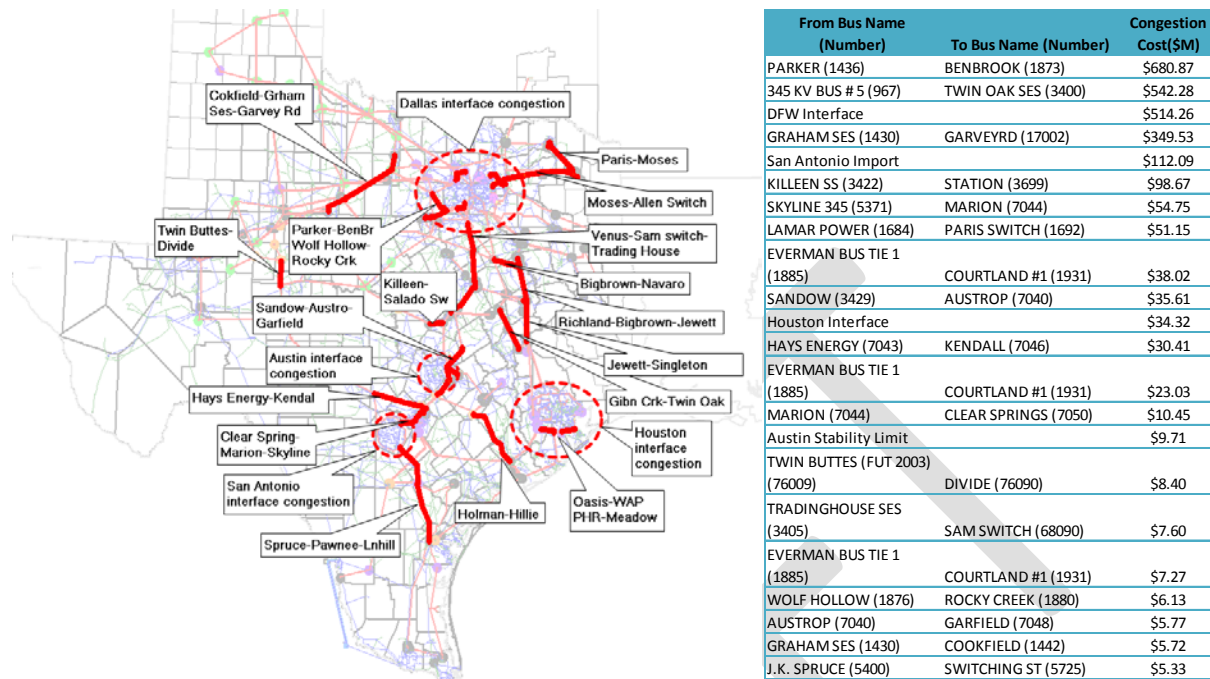 Cokfield-Grham
Ses-Garvey Rd
Dallas interface congestion
Paris-Moses
Moses-Allen Switch
Twin Buttes-
Divide
Parker-BenBr
Wolf Hollow-
Rocky Crk
Venus-Sam switch-
Trading House
Killeen-
Salado Sw
Bigbrown-Navaro
Sandow-Austro-
Garfield
Richland-Bigbrown-Jewett
Austin interface
congestion
Jewett-Singleton
Hays Energy-Kendal
Gibn Crk-Twin Oak
Clear Spring-
Marion-Skyline
Houston
interface
congestion
San Antonio
interface congestion
Holman-Hillie
Oasis-WAP
PHR-Meadow
Spruce-Pawnee-Lnhill
From Bus Name
(Number) To Bus Name (Number) Congestion
Cost($M)
PARKER (1436) BENBROOK (1873) $680.87
345 KV BUS # 5 (967) TWIN OAK SES (3400) $542.28
DFW Interface $514.26
GRAHAM SES (1430) GARVEYRD (17002) $349.53
San Antonio Import $112.09
KILLEEN SS (3422) STATION (3699) $98.67
SKYLINE 345 (5371) MARION (7044) $54.75
LAMAR POWER (1684) PARIS SWITCH (1692) $51.15
EVERMAN BUS TIE 1
(1885) COURTLAND #1 (1931) $38.02
SANDOW (3429) AUSTROP (7040) $35.61
Houston Interface $34.32
HAYS ENERGY (7043) KENDALL (7046) $30.41
EVERMAN BUS TIE 1
(1885) COURTLAND #1 (1931) $23.03
MARION (7044) CLEAR SPRINGS (7050) $10.45
Austin Stability Limit $9.71
TWIN BUTTES (FUT 2003)
(76009) DIVIDE (76090) $8.40
TRADINGHOUSE SES
(3405) SAM SWITCH (68090) $7.60
EVERMAN BUS TIE 1
(1885) COURTLAND #1 (1931) $7.27
WOLF HOLLOW (1876) ROCKY CREEK (1880) $6.13
AUSTROP (7040) GARFIELD (7048) $5.77
GRAHAM SES (1430) COOKFIELD (1442) $5.72
J.K. SPRUCE (5400) SWITCHING ST (5725) $5.33